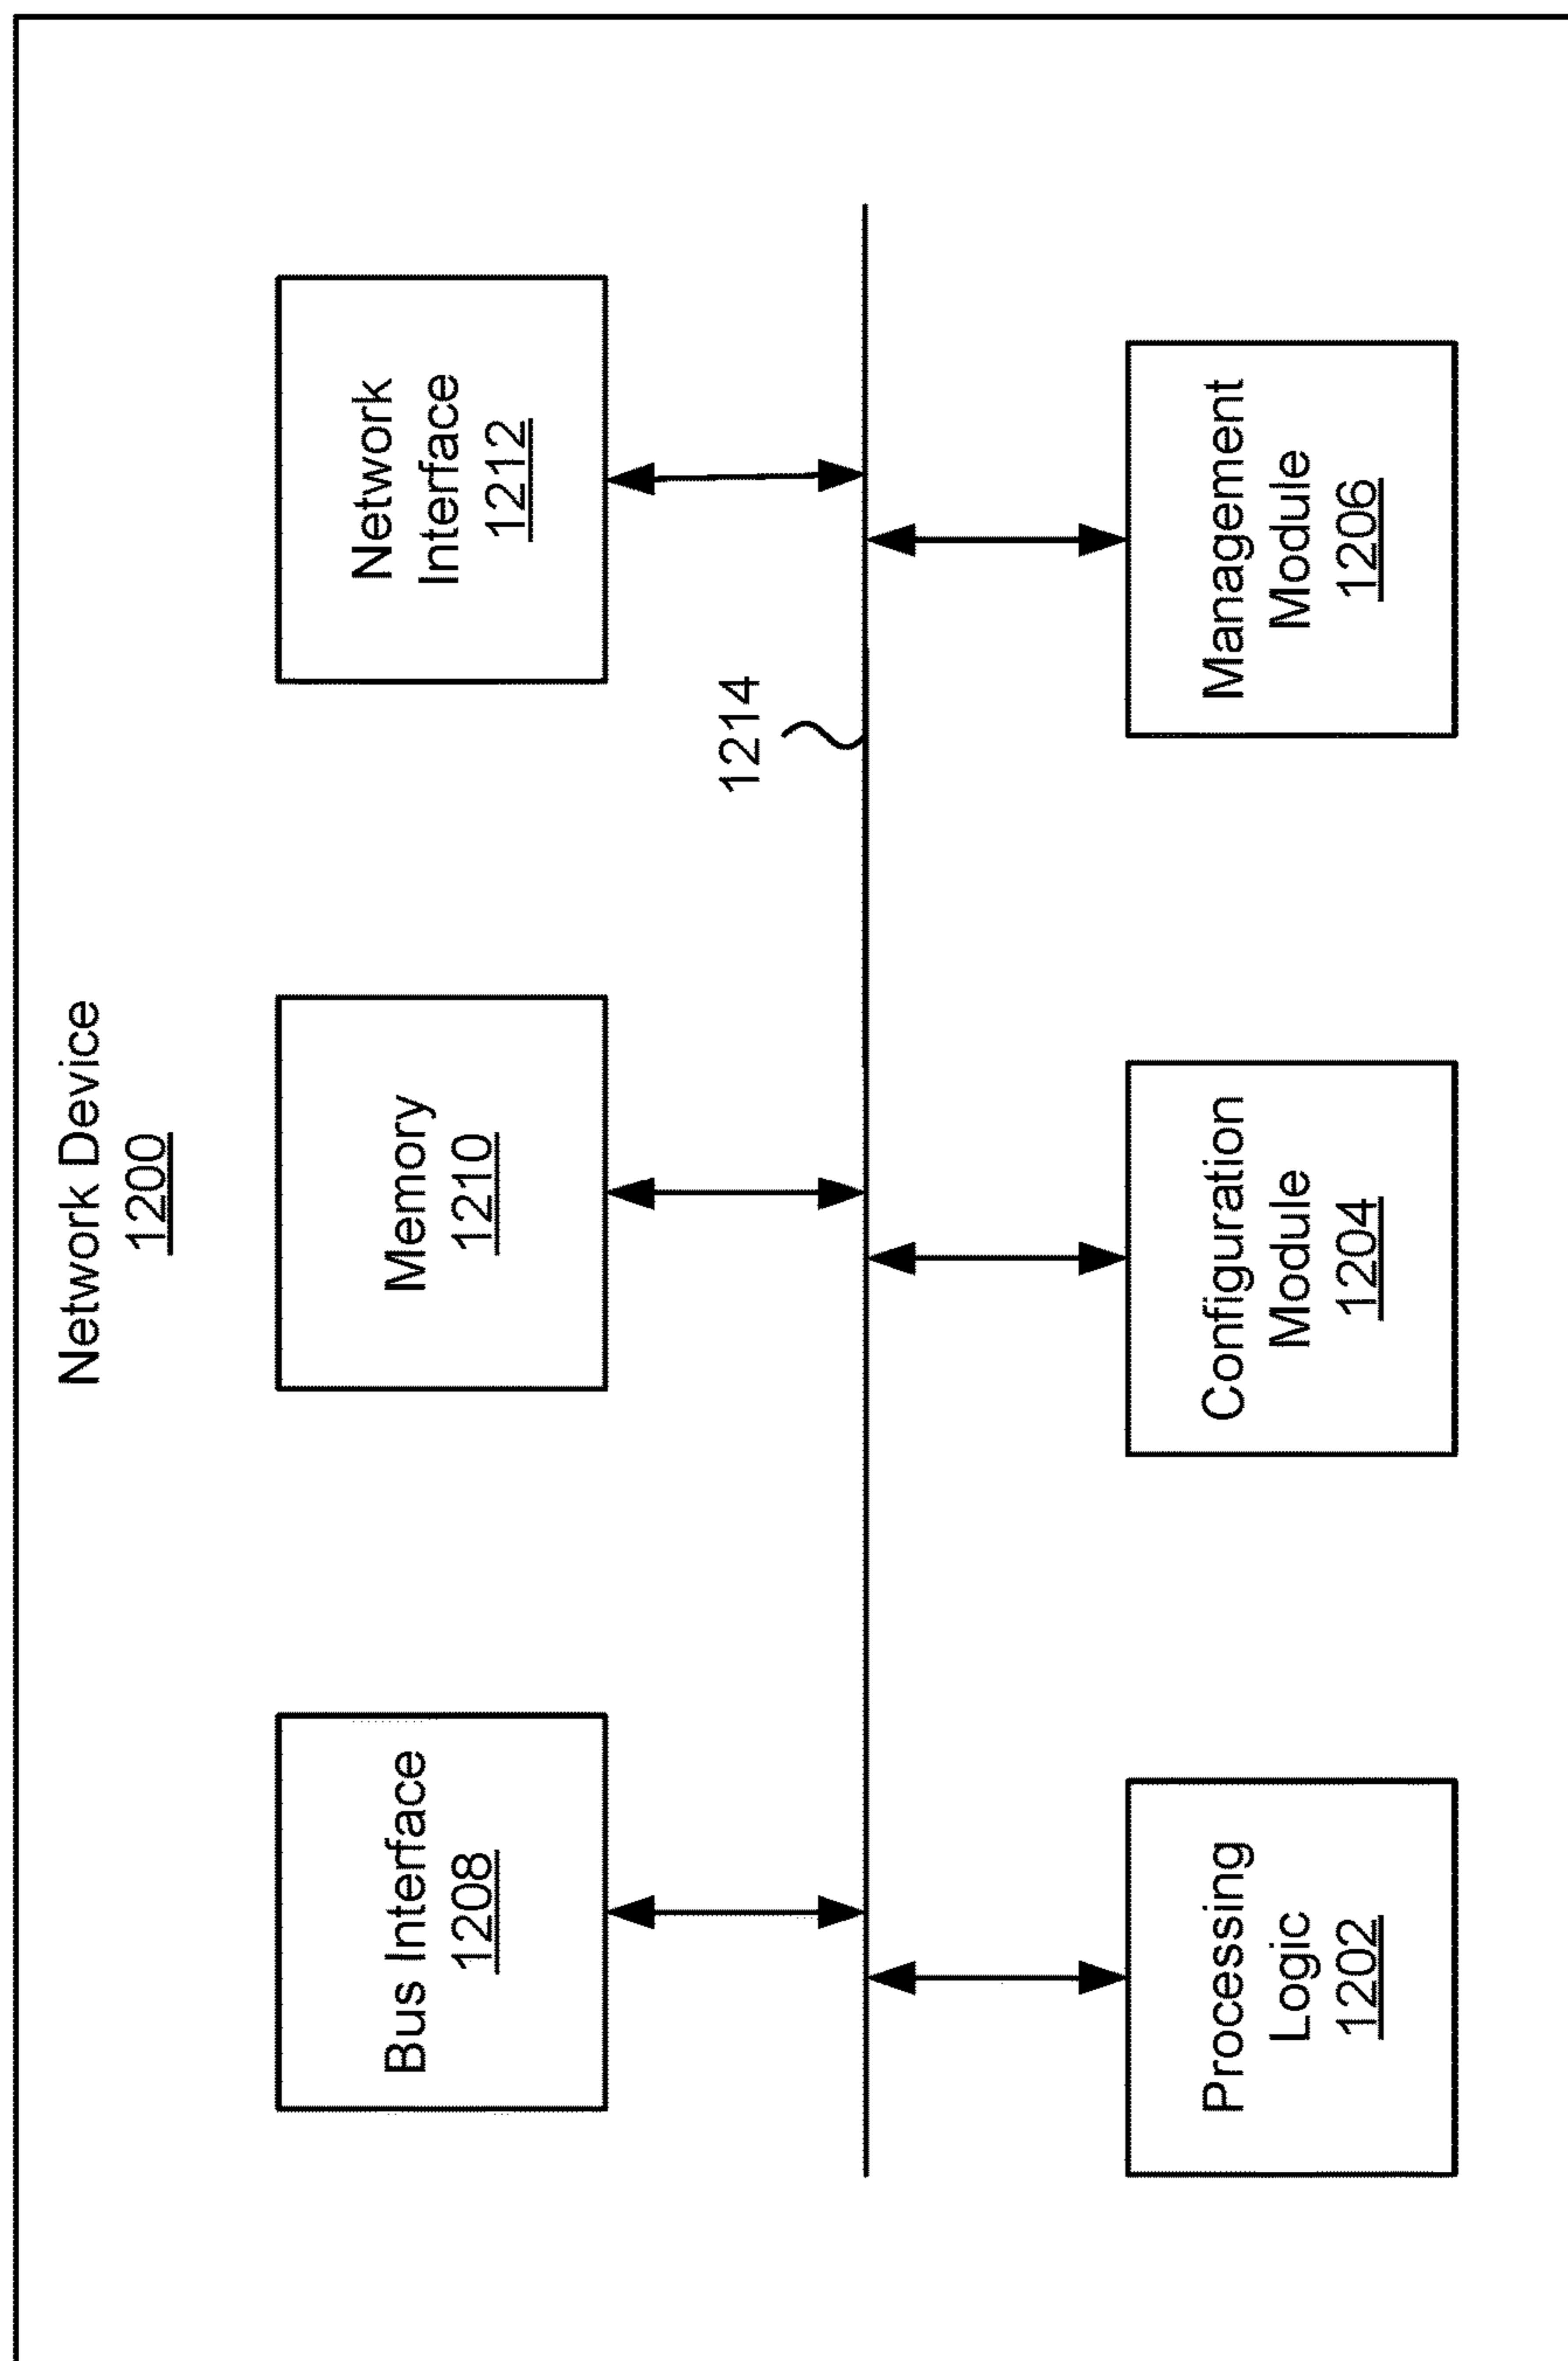 Network Device
1200
Bus Interface
1208
Memory
1210
Network
Interface
1212
1214
Processing
Logic
1202
Configuration
Module
1204
Management
Module
1206